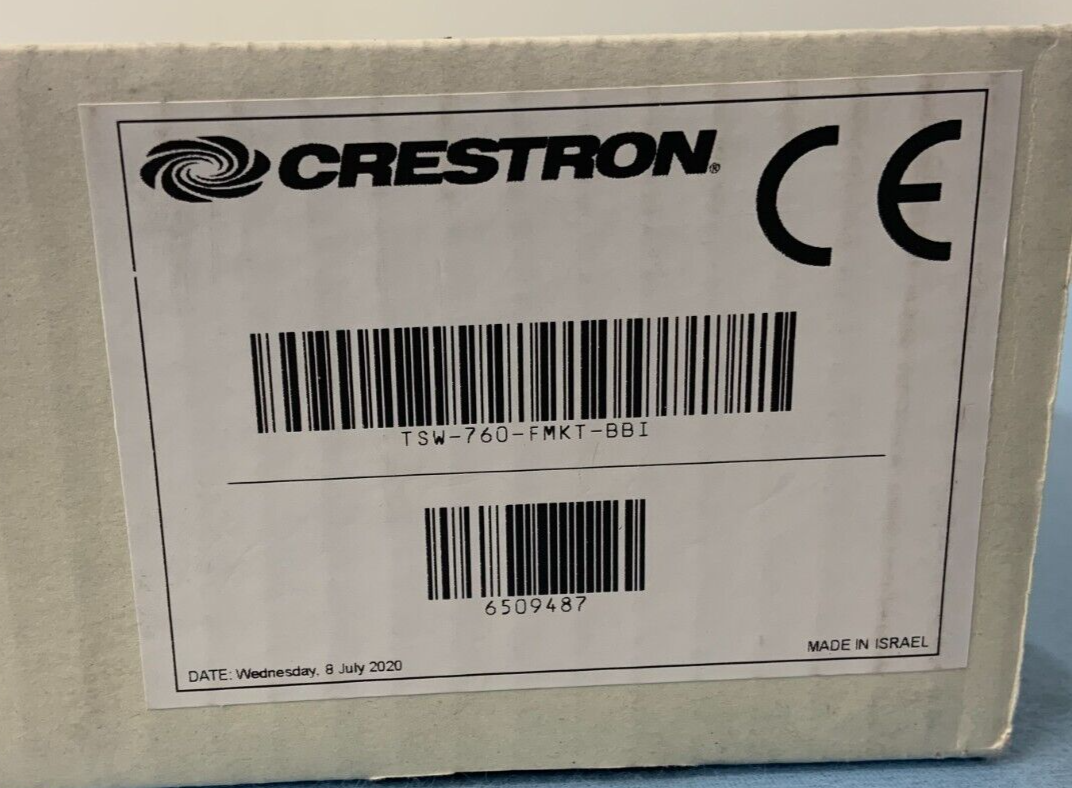 CRESTRON®
CE
TSW-760-FMKT-BBI
6509487
MADE IN ISRAEL
DATE: Wednesday, 8 July 2020